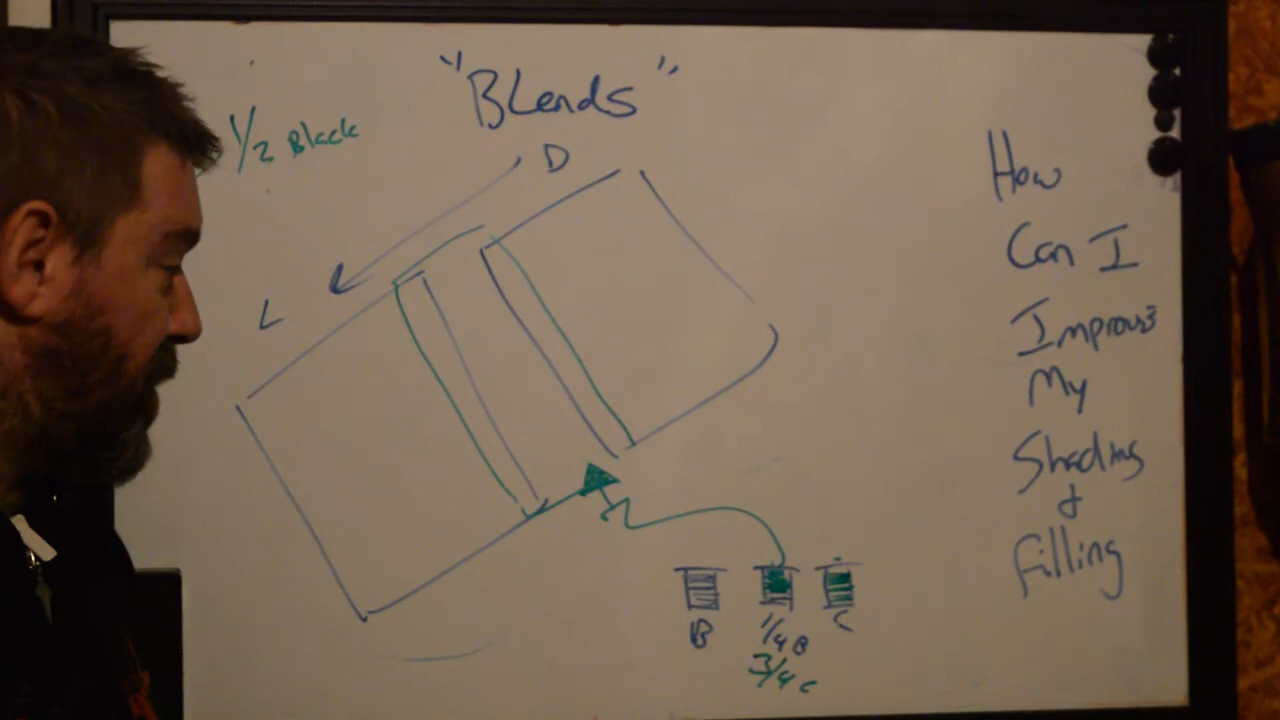 "Blends"
1/2 Black
D
L
How
Can I
Improve
My
Shading
&
Filling
B
1/4 B
3/4 C
C